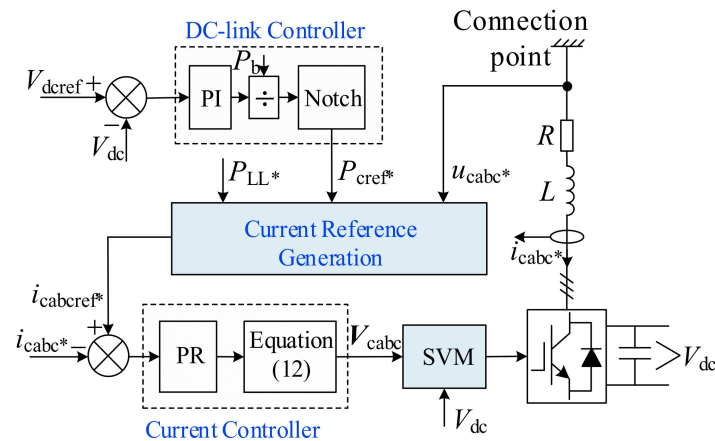 DC-link Controller
Connection
point
V_dcref +
−
V_dc
PI
P_b
÷
Notch
P_LL*
P_cref*
u_cabc*
R
L
Current Reference
Generation
i_cabc*
i_cabcref*
+
i_cabc* −
PR
Equation
(12)
V_cabc
SVM
V_dc
V_dc
Current Controller